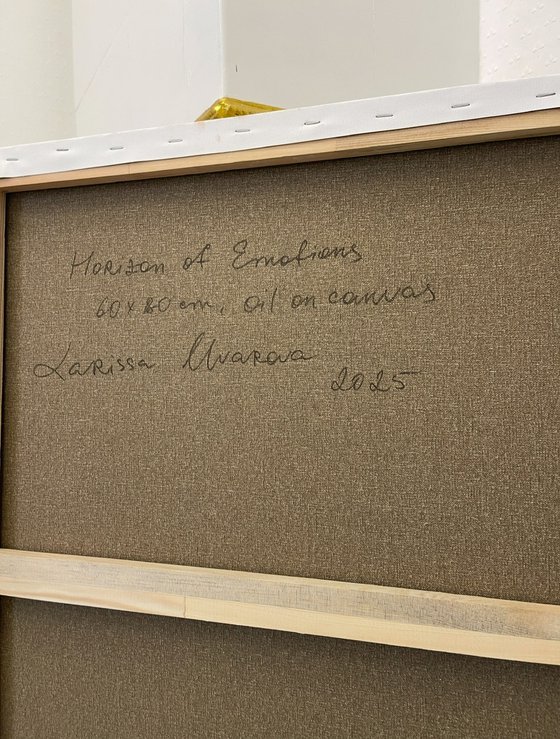 Horizon of Emotions
60 x 80 cm, oil on canvas
Larissa Uvarova
2025